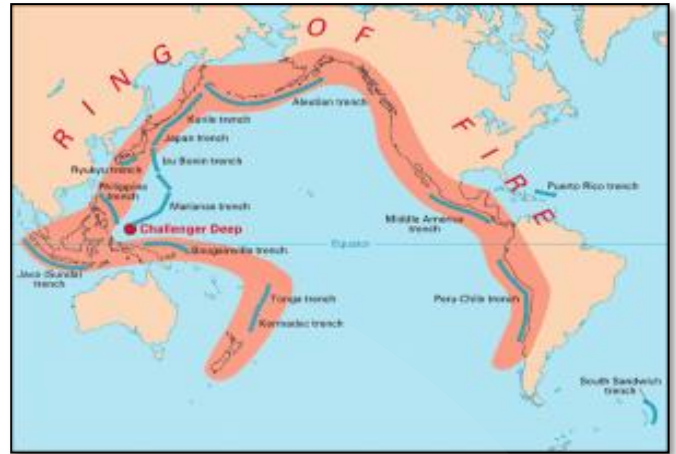 RING OF FIRE
Aleutian trench
Kurile trench
Japan trench
Izu Bonin trench
Ryukyu trench
Philippine
trench
Marianas trench
Challenger Deep
Bougainville trench
Equator
Java (Sunda)
trench
Tonga trench
Kermadec trench
Middle America
trench
Puerto Rico trench
Peru-Chile trench
South Sandwich
trench